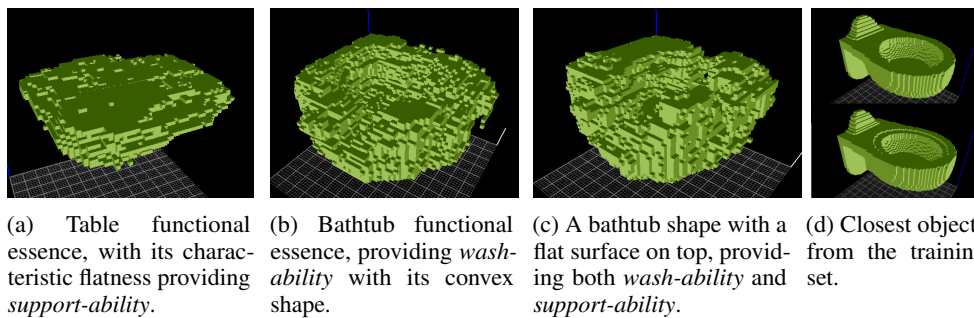 (a) Table functional
essence, with its charac-
teristic flatness providing
support-ability.
(b) Bathtub functional
essence, providing wash-
ability with its convex
shape.
(c) A bathtub shape with a
flat surface on top, provid-
ing both wash-ability and
support-ability.
(d) Closest object
from the trainin
set.